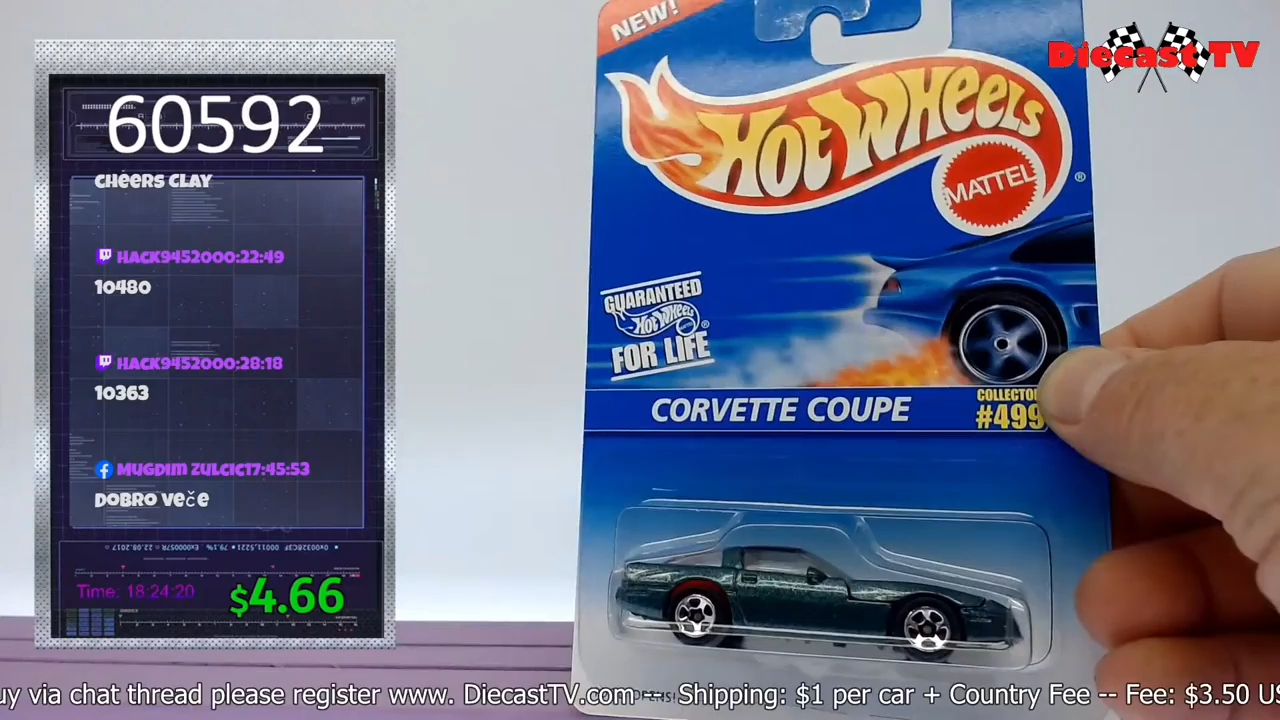 60592
CHEERS CLAY
HACK9452000:22:49
10480
HACK9452000:28:18
10363
MUGDIM ZULCIC17:45:53
DOBRO VEČE
Time: 18:24:20
$4.66
NEW!
HOT WHEELS
MATTEL
®
GUARANTEED
HOT WHEELS
®
FOR LIFE
CORVETTE COUPE
COLLECTOR
#499
Diecast TV
uy via chat thread please register www. DiecastTV.com -- Shipping: $1 per car + Country Fee -- Fee: $3.50 US